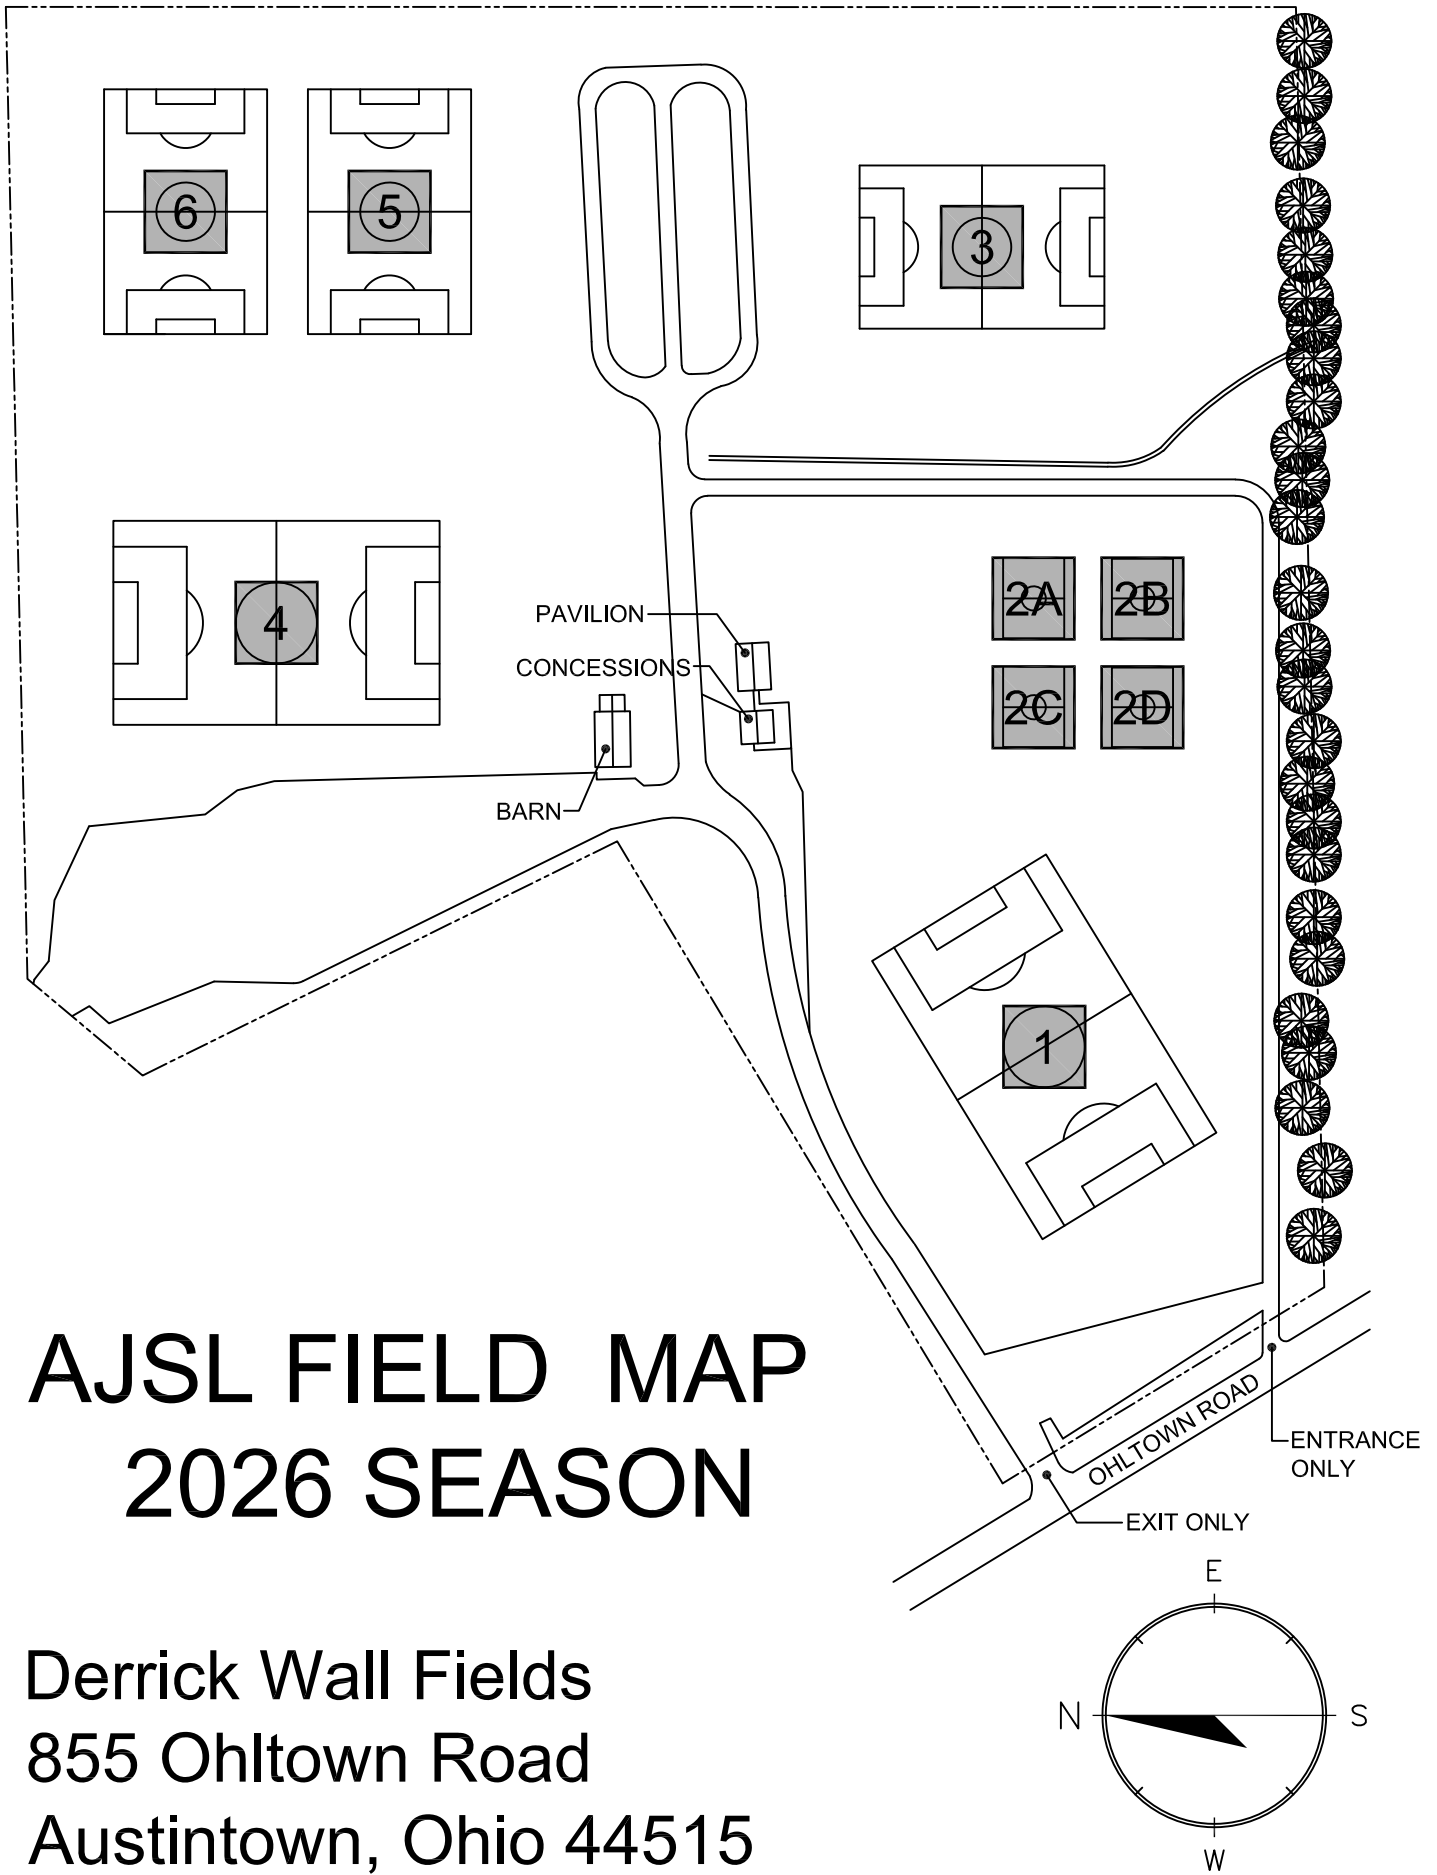 6
5
3
4
2A
2B
2C
2D
PAVILION
CONCESSIONS
BARN
1
AJSL FIELD MAP
2026 SEASON
OHLTOWN ROAD
ENTRANCE
ONLY
EXIT ONLY
E
N
S
W
Derrick Wall Fields
855 Ohltown Road
Austintown, Ohio 44515